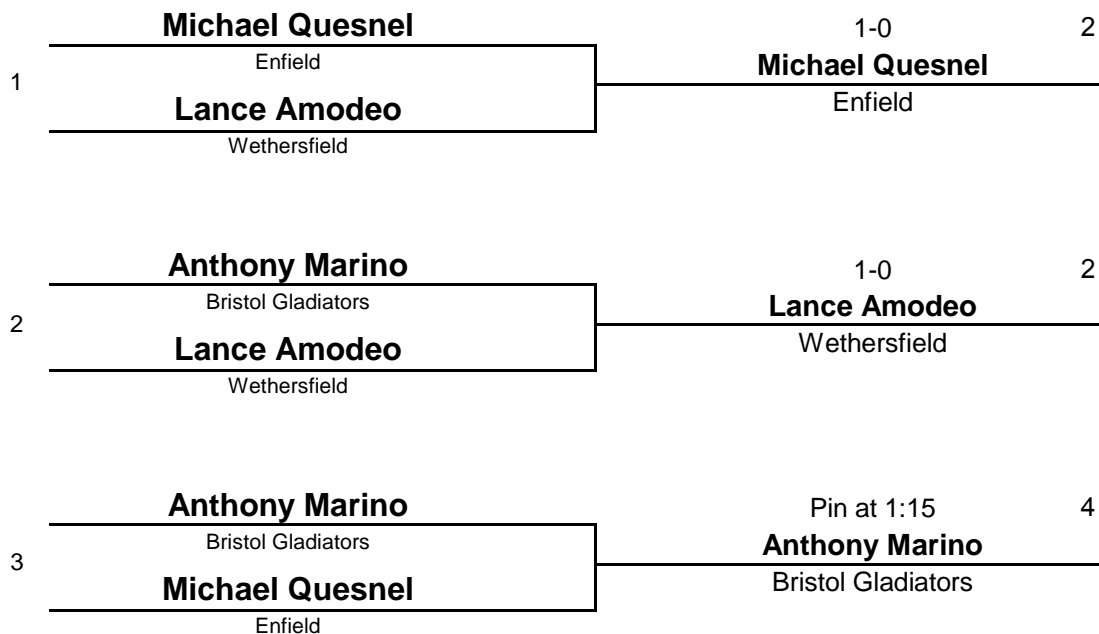 Michael Quesnel
Enfield
1
Lance Amodeo
Wethersfield
1-0 2
Michael Quesnel
Enfield
Anthony Marino
Bristol Gladiators
2
Lance Amodeo
Wethersfield
1-0 2
Lance Amodeo
Wethersfield
Anthony Marino
Bristol Gladiators
3
Michael Quesnel
Enfield
Pin at 1:15 4
Anthony Marino
Bristol Gladiators